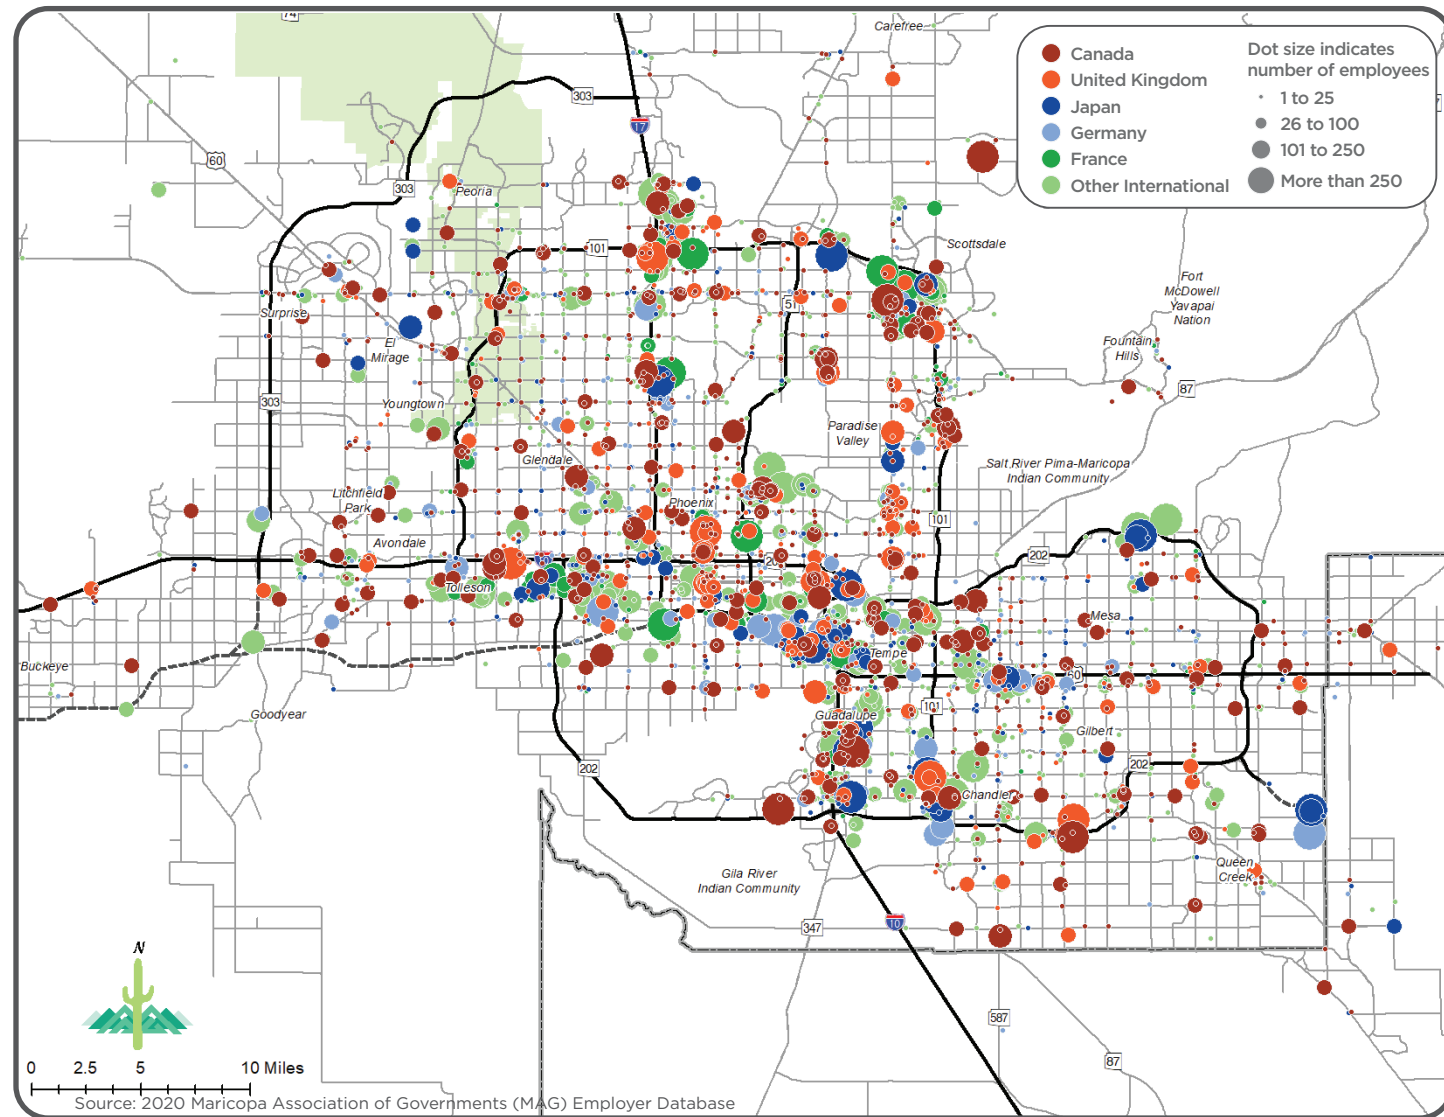 74
Carefree
Canada
United Kingdom
Japan
Germany
France
Other International
Dot size indicates
number of employees
1 to 25
26 to 100
101 to 250
More than 250
303
17
60
303
Peoria
101
Scottsdale
Fort
McDowell
Yavapai
Nation
51
Surprise
El
Mirage
Fountain
Hills
87
303
Youngtown
Paradise
Valley
Glendale
Salt River Pima-Maricopa
Indian Community
Litchfield
Park
Phoenix
101
Avondale
202
Tolleson
Mesa
Tempe
Buckeye
60
101
Goodyear
Guadalupe
Gilbert
202
202
Chandler
Queen
Creek
Gila River
Indian Community
347
10
N
587
87
0 2.5 5 10 Miles
Source: 2020 Maricopa Association of Governments (MAG) Employer Database